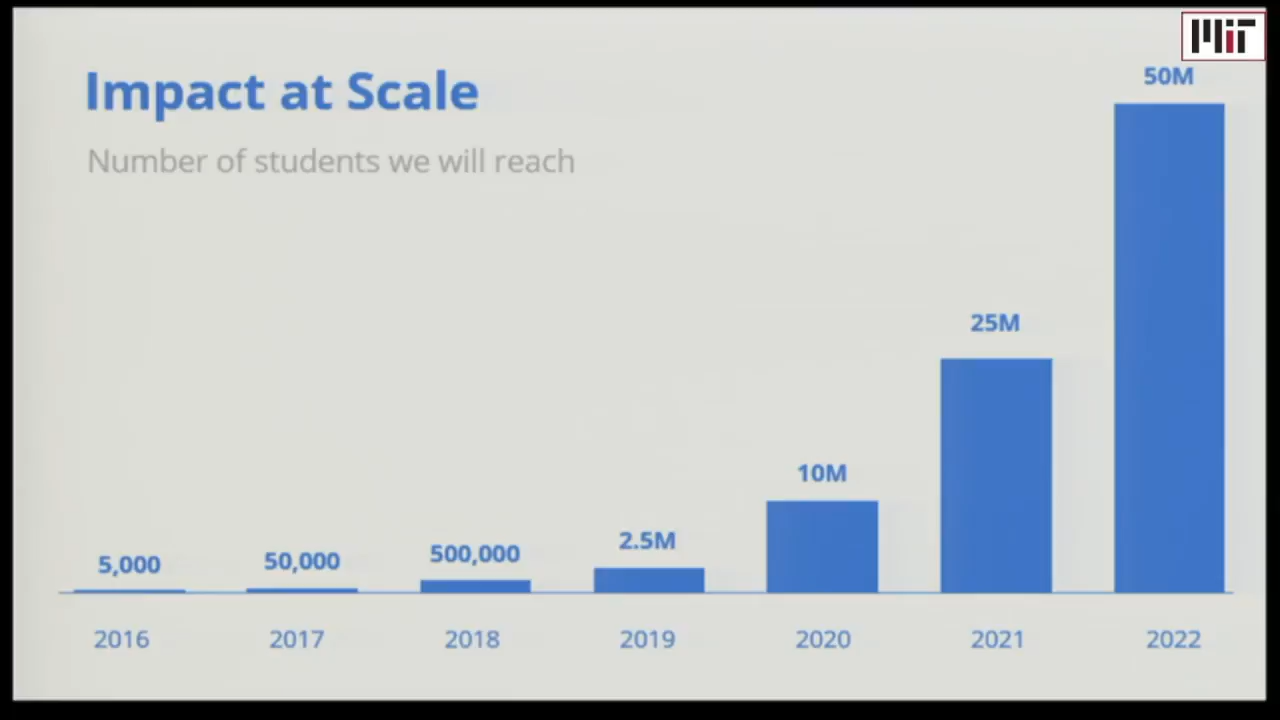 MIT
Impact at Scale
Number of students we will reach
50M
25M
10M
2.5M
500,000
50,000
5,000
2016 2017 2018 2019 2020 2021 2022